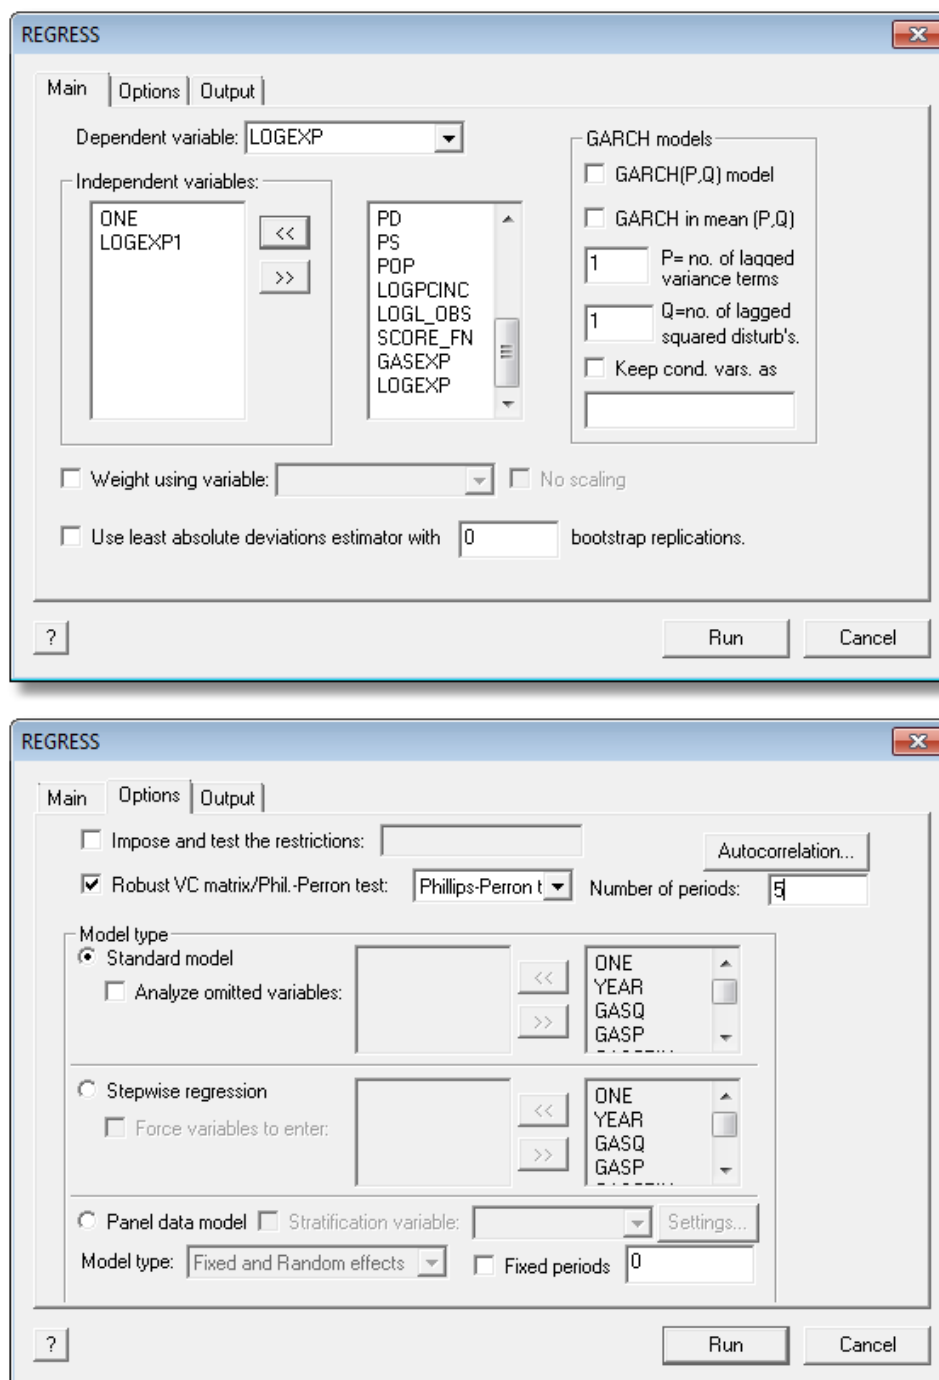 REGRESS
Main Options Output
Dependent variable: LOGEXP
Independent variables:
ONE
LOGEXP1
<<
>>
PD
PS
POP
LOGPCINC
LOGL_OBS
SCORE_FN
GASEXP
LOGEXP
GARCH models
GARCH(P,Q) model
GARCH in mean (P,Q)
1 P= no. of lagged
variance terms
1 Q=no. of lagged
squared disturb's.
Keep cond. vars. as
Weight using variable: No scaling
Use least absolute deviations estimator with 0 bootstrap replications.
? Run Cancel
REGRESS
Main Options Output
Impose and test the restrictions: Autocorrelation...
Robust VC matrix/Phil.-Perron test: Phillips-Perron t Number of periods: 5
Model type
Standard model
Analyze omitted variables:
<<
>>
ONE
YEAR
GASQ
GASP
Stepwise regression
Force variables to enter:
<<
>>
ONE
YEAR
GASQ
GASP
Panel data model Stratification variable: Settings...
Model type: Fixed and Random effects Fixed periods 0
? Run Cancel